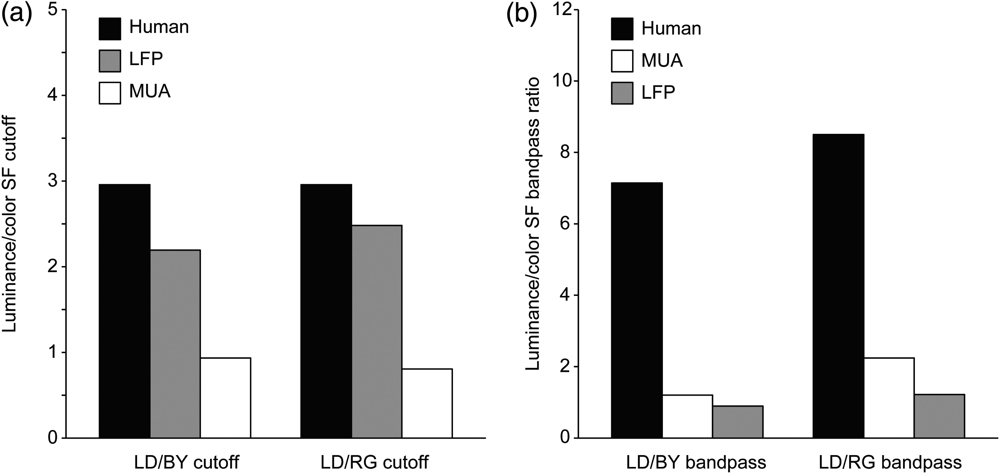 (a)
Luminance/color SF cutoff
5
4
3
2
1
0
Human
LFP
MUA
LD/BY cutoff
LD/RG cutoff
(b)
Luminance/color SF bandpass ratio
12
10
8
6
4
2
0
Human
MUA
LFP
LD/BY bandpass
LD/RG bandpass